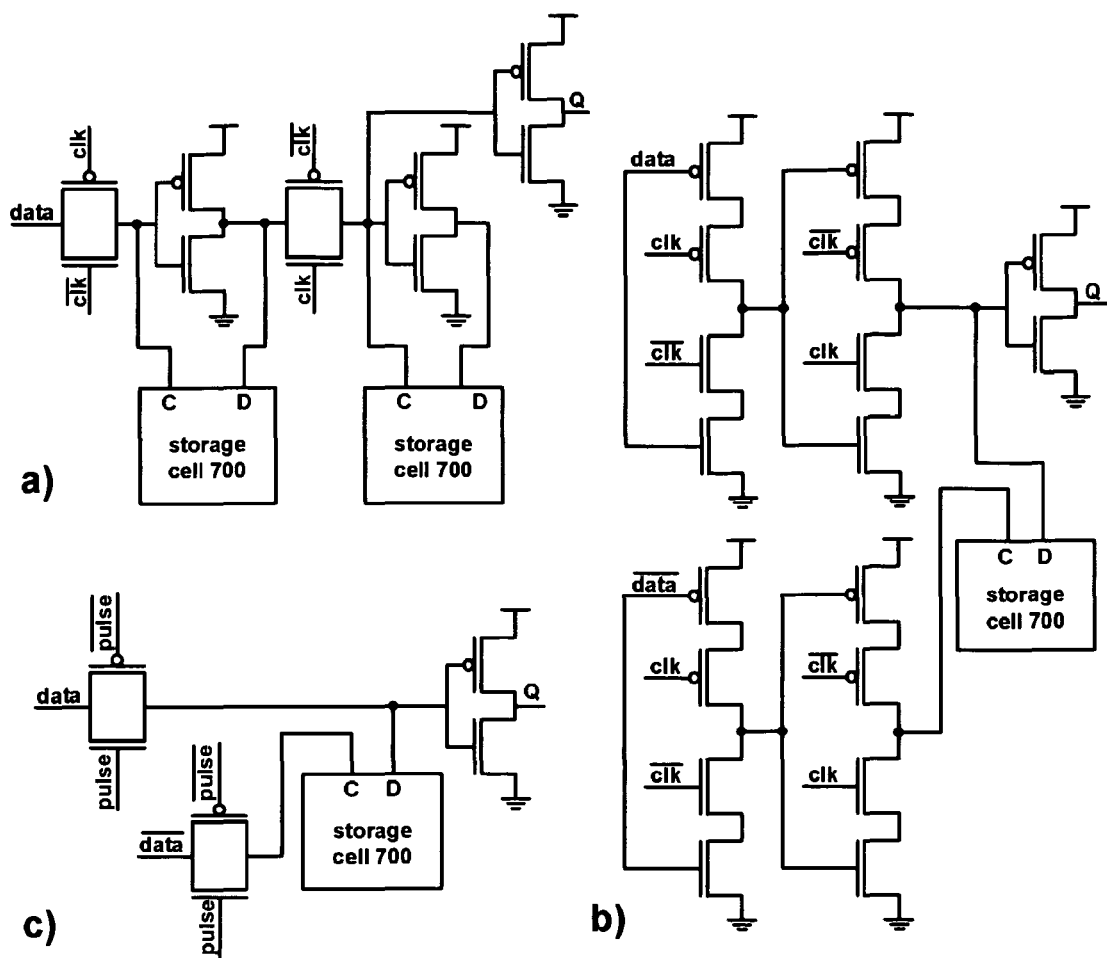 clk
data
clk
clk
clk
Q
C D
storage
cell 700
C D
storage
cell 700
a)
data
clk
clk
clk
clk
Q
data
clk
clk
clk
clk
C D
storage
cell 700
b)
pulse
data
pulse
pulse
data
pulse
C D
storage
cell 700
Q
c)